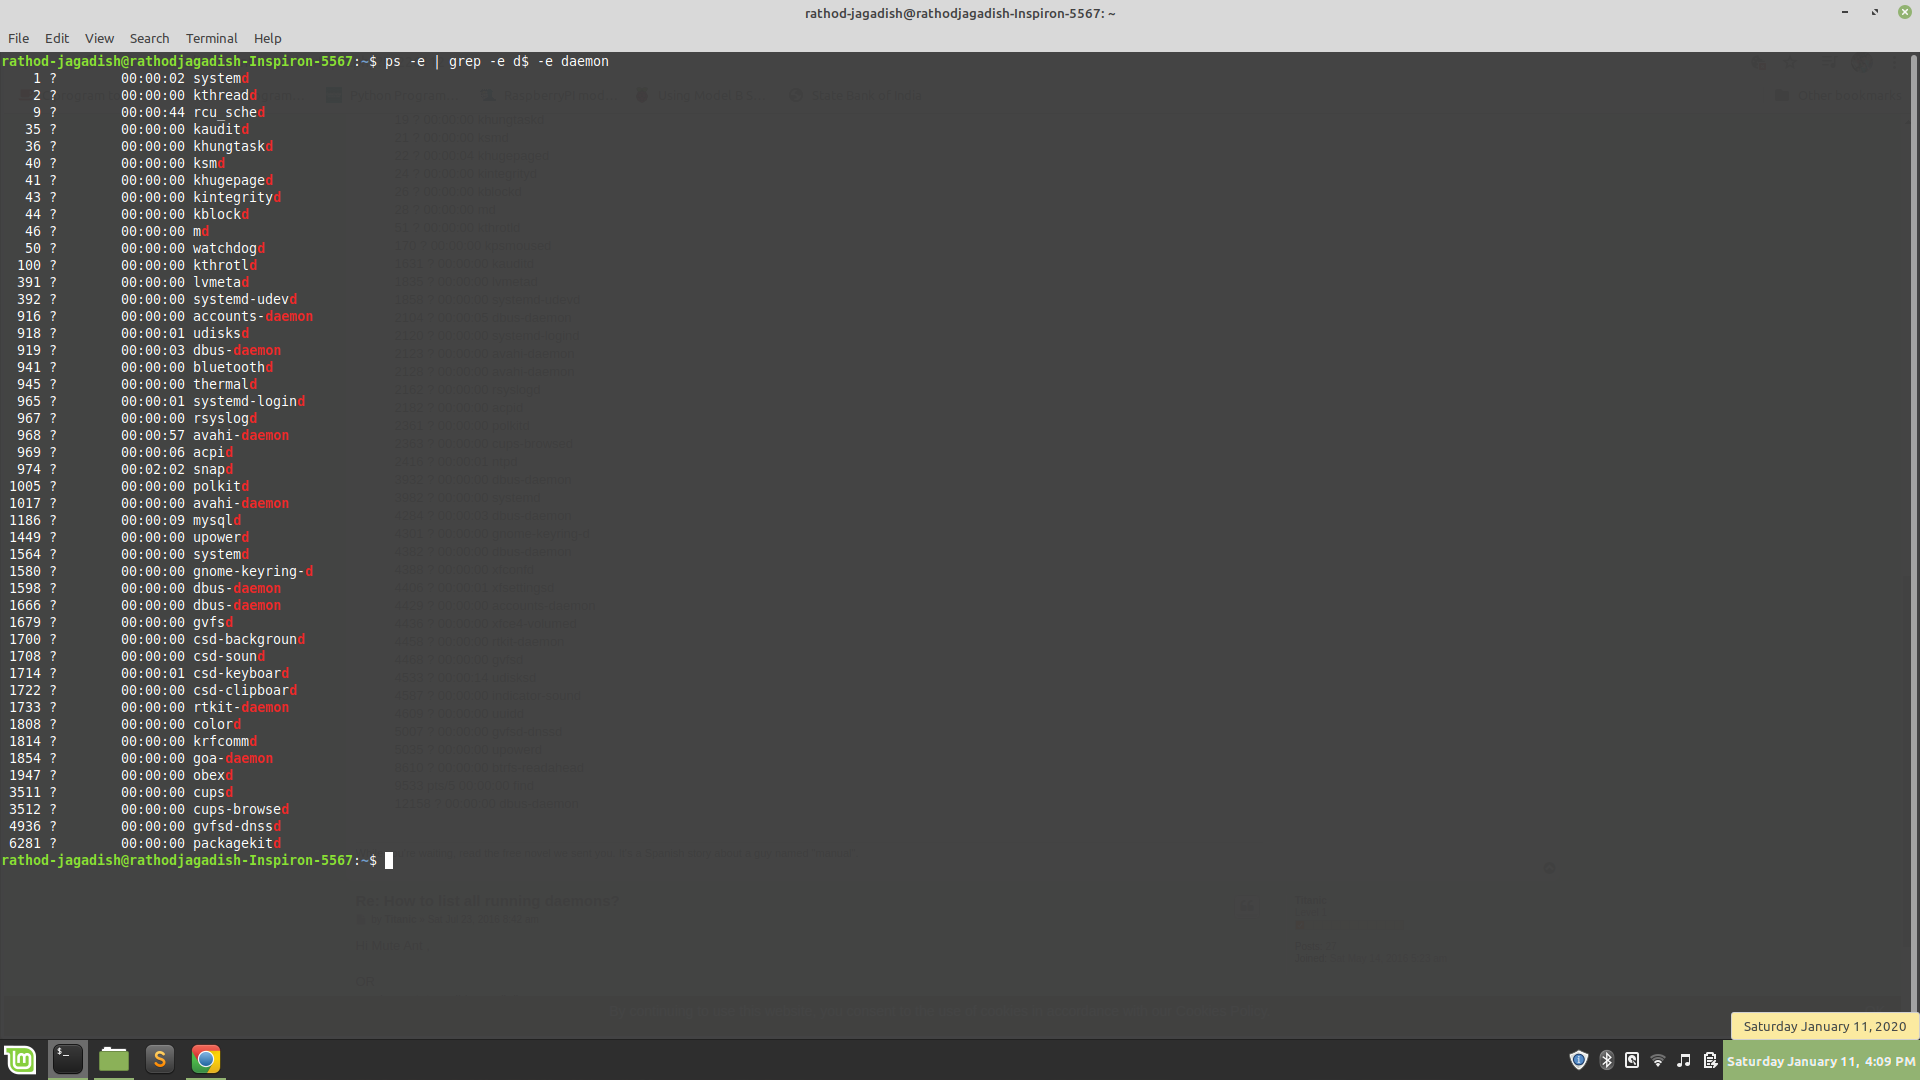 rathod-jagadish@rathodjagadish-Inspiron-5567: ~
File Edit View Search Terminal Help
rathod-jagadish@rathodjagadish-Inspiron-5567:~$ ps -e | grep -e d$ -e daemon
1 ? 00:00:02 systemd
2 ? 00:00:00 kthreadd
9 ? 00:00:44 rcu_sched
35 ? 00:00:00 kauditd
36 ? 00:00:00 khungtaskd
40 ? 00:00:00 ksmd
41 ? 00:00:00 khugepaged
43 ? 00:00:00 kintegrityd
44 ? 00:00:00 kblockd
46 ? 00:00:00 md
50 ? 00:00:00 watchdogd
100 ? 00:00:00 kthrotld
391 ? 00:00:00 lvmetad
392 ? 00:00:00 systemd-udevd
916 ? 00:00:00 accounts-daemon
918 ? 00:00:01 udisksd
919 ? 00:00:03 dbus-daemon
941 ? 00:00:00 bluetoothd
945 ? 00:00:00 thermald
965 ? 00:00:01 systemd-logind
967 ? 00:00:00 rsyslogd
968 ? 00:00:57 avahi-daemon
969 ? 00:00:06 acpid
974 ? 00:02:02 snapd
1005 ? 00:00:00 polkitd
1017 ? 00:00:00 avahi-daemon
1186 ? 00:00:09 mysqld
1449 ? 00:00:00 upowerd
1564 ? 00:00:00 systemd
1580 ? 00:00:00 gnome-keyring-d
1598 ? 00:00:00 dbus-daemon
1666 ? 00:00:00 dbus-daemon
1679 ? 00:00:00 gvfsd
1700 ? 00:00:00 csd-background
1708 ? 00:00:00 csd-sound
1714 ? 00:00:01 csd-keyboard
1722 ? 00:00:00 csd-clipboard
1733 ? 00:00:00 rtkit-daemon
1808 ? 00:00:00 colord
1814 ? 00:00:00 krfcommd
1854 ? 00:00:00 goa-daemon
1947 ? 00:00:00 obexd
3511 ? 00:00:00 cupsd
3512 ? 00:00:00 cups-browsed
4936 ? 00:00:00 gvfsd-dnssd
6281 ? 00:00:00 packagekitd
rathod-jagadish@rathodjagadish-Inspiron-5567:~$
Re: How to list all running daemons?
Saturday January 11, 2020
Saturday January 11, 4:09 PM